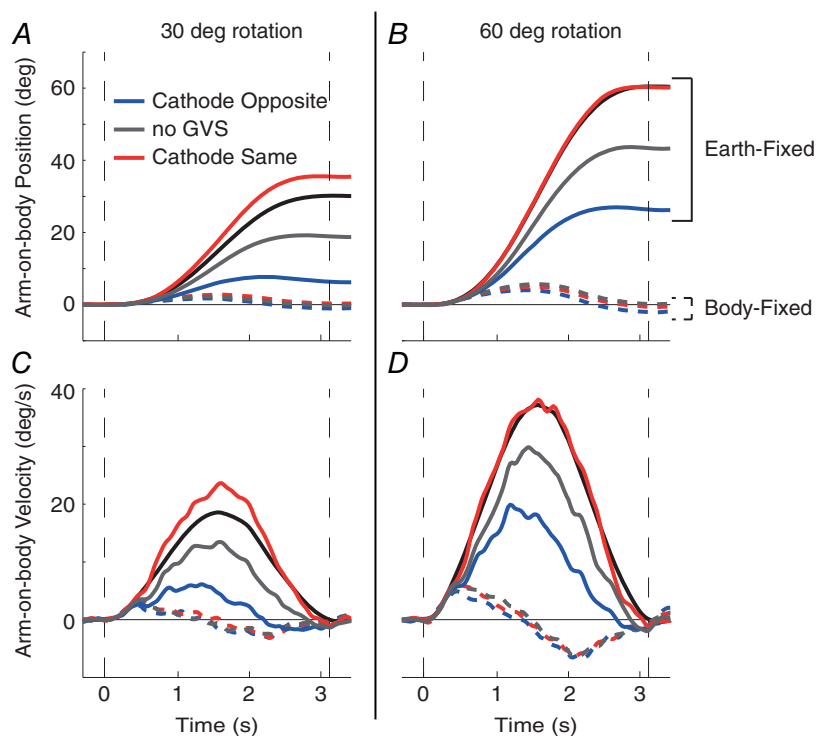 A 30 deg rotation
B 60 deg rotation
Arm-on-body Position (deg)
60
40
20
0
Cathode Opposite
no GVS
Cathode Same
Earth-Fixed
Body-Fixed
C
D
Arm-on-body Velocity (deg/s)
40
20
0
0 1 2 3
Time (s)
0 1 2 3
Time (s)